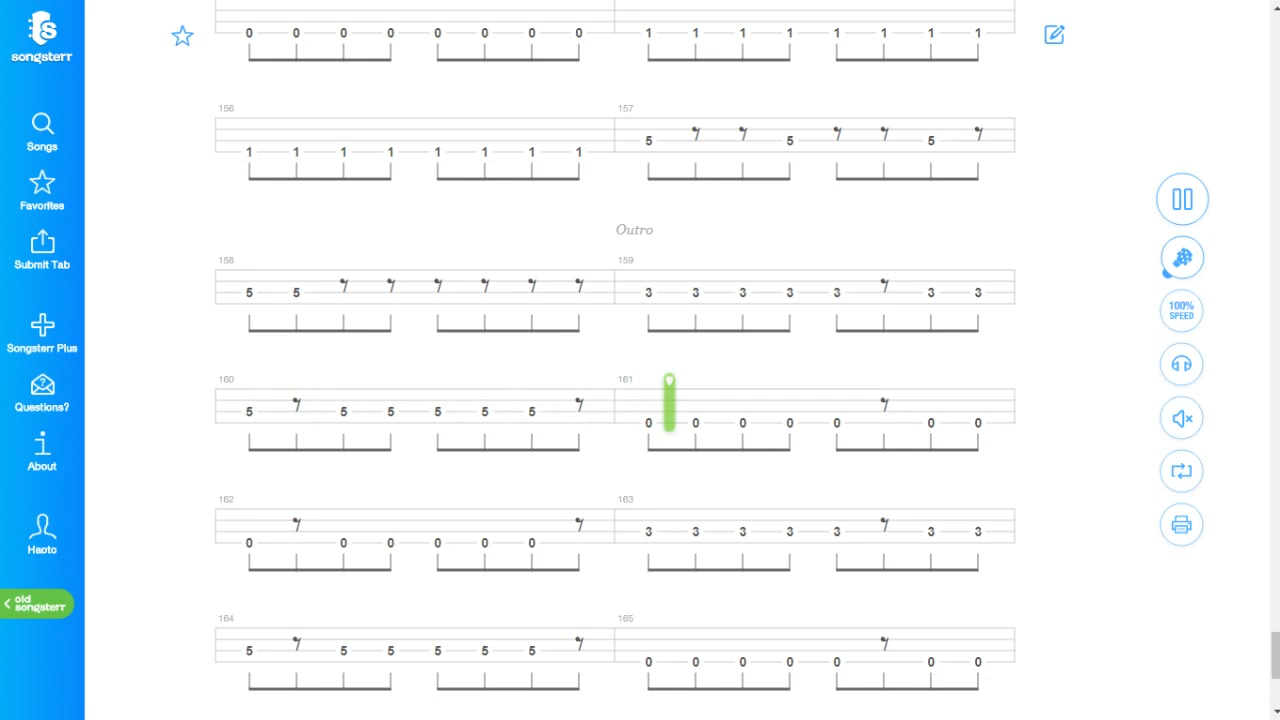 songsterr
Songs
Favorites
Submit Tab
Songsterr Plus
Questions?
About
Haoto
old
songsterr
0 0 0 0 0 0 0 0 1 1 1 1 1 1 1 1
156 157
1 1 1 1 1 1 1 1 5 5 5
Outro
158 159
5 5 3 3 3 3 3 3 3
160 161
5 5 5 5 5 5 0 0 0 0 0 0 0
162 163
0 0 0 0 0 0 3 3 3 3 3 3 3
164 165
5 5 5 5 5 5 0 0 0 0 0 0 0
100%
SPEED